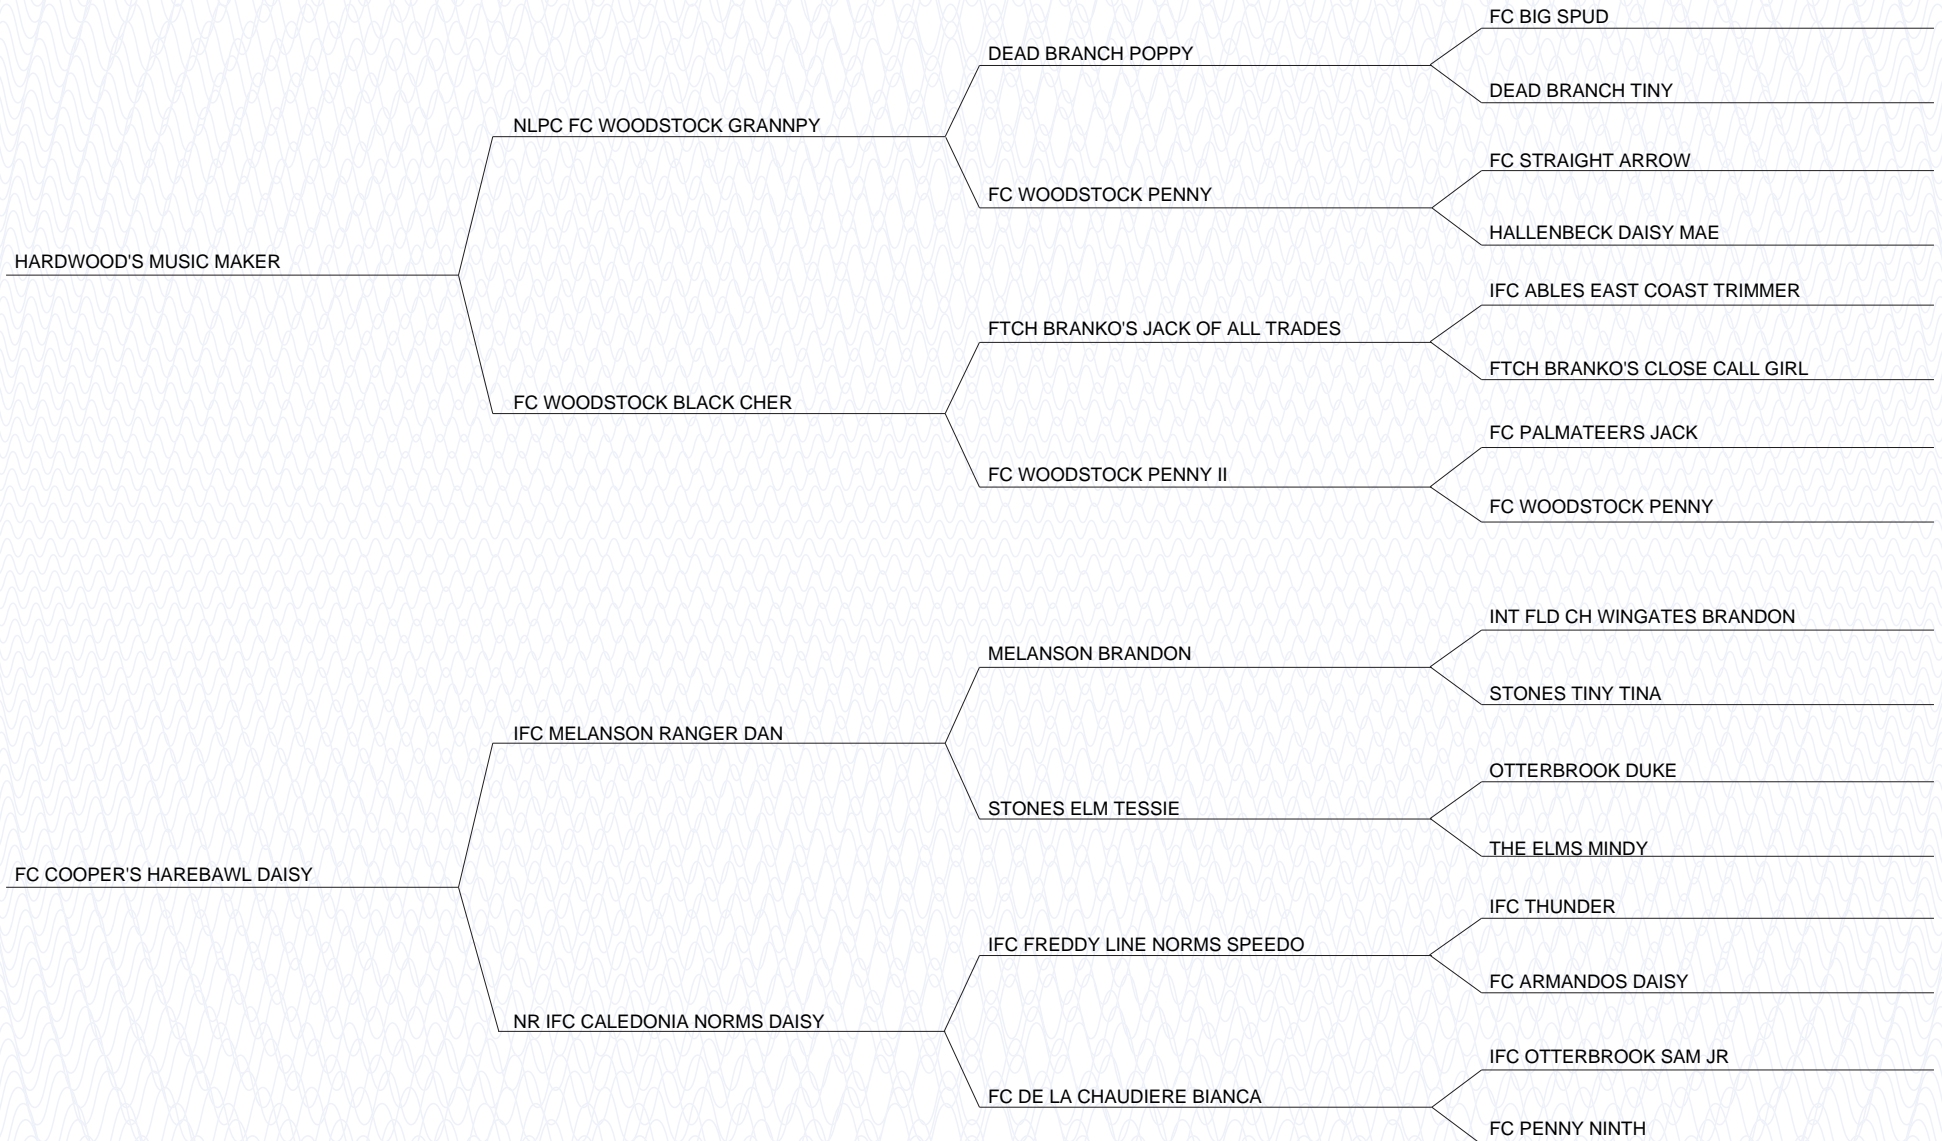 FC BIG SPUD
DEAD BRANCH POPPY
DEAD BRANCH TINY
NLPC FC WOODSTOCK GRANNPY
FC STRAIGHT ARROW
FC WOODSTOCK PENNY
HALLENBECK DAISY MAE
HARDWOOD'S MUSIC MAKER
IFC ABLES EAST COAST TRIMMER
FTCH BRANKO'S JACK OF ALL TRADES
FTCH BRANKO'S CLOSE CALL GIRL
FC WOODSTOCK BLACK CHER
FC PALMATEERS JACK
FC WOODSTOCK PENNY II
FC WOODSTOCK PENNY
INT FLD CH WINGATES BRANDON
MELANSON BRANDON
STONES TINY TINA
IFC MELANSON RANGER DAN
OTTERBROOK DUKE
STONES ELM TESSIE
THE ELMS MINDY
FC COOPER'S HAREBAWL DAISY
IFC THUNDER
IFC FREDDY LINE NORMS SPEEDO
FC ARMANDOS DAISY
NR IFC CALEDONIA NORMS DAISY
IFC OTTERBROOK SAM JR
FC DE LA CHAUDIERE BIANCA
FC PENNY NINTH